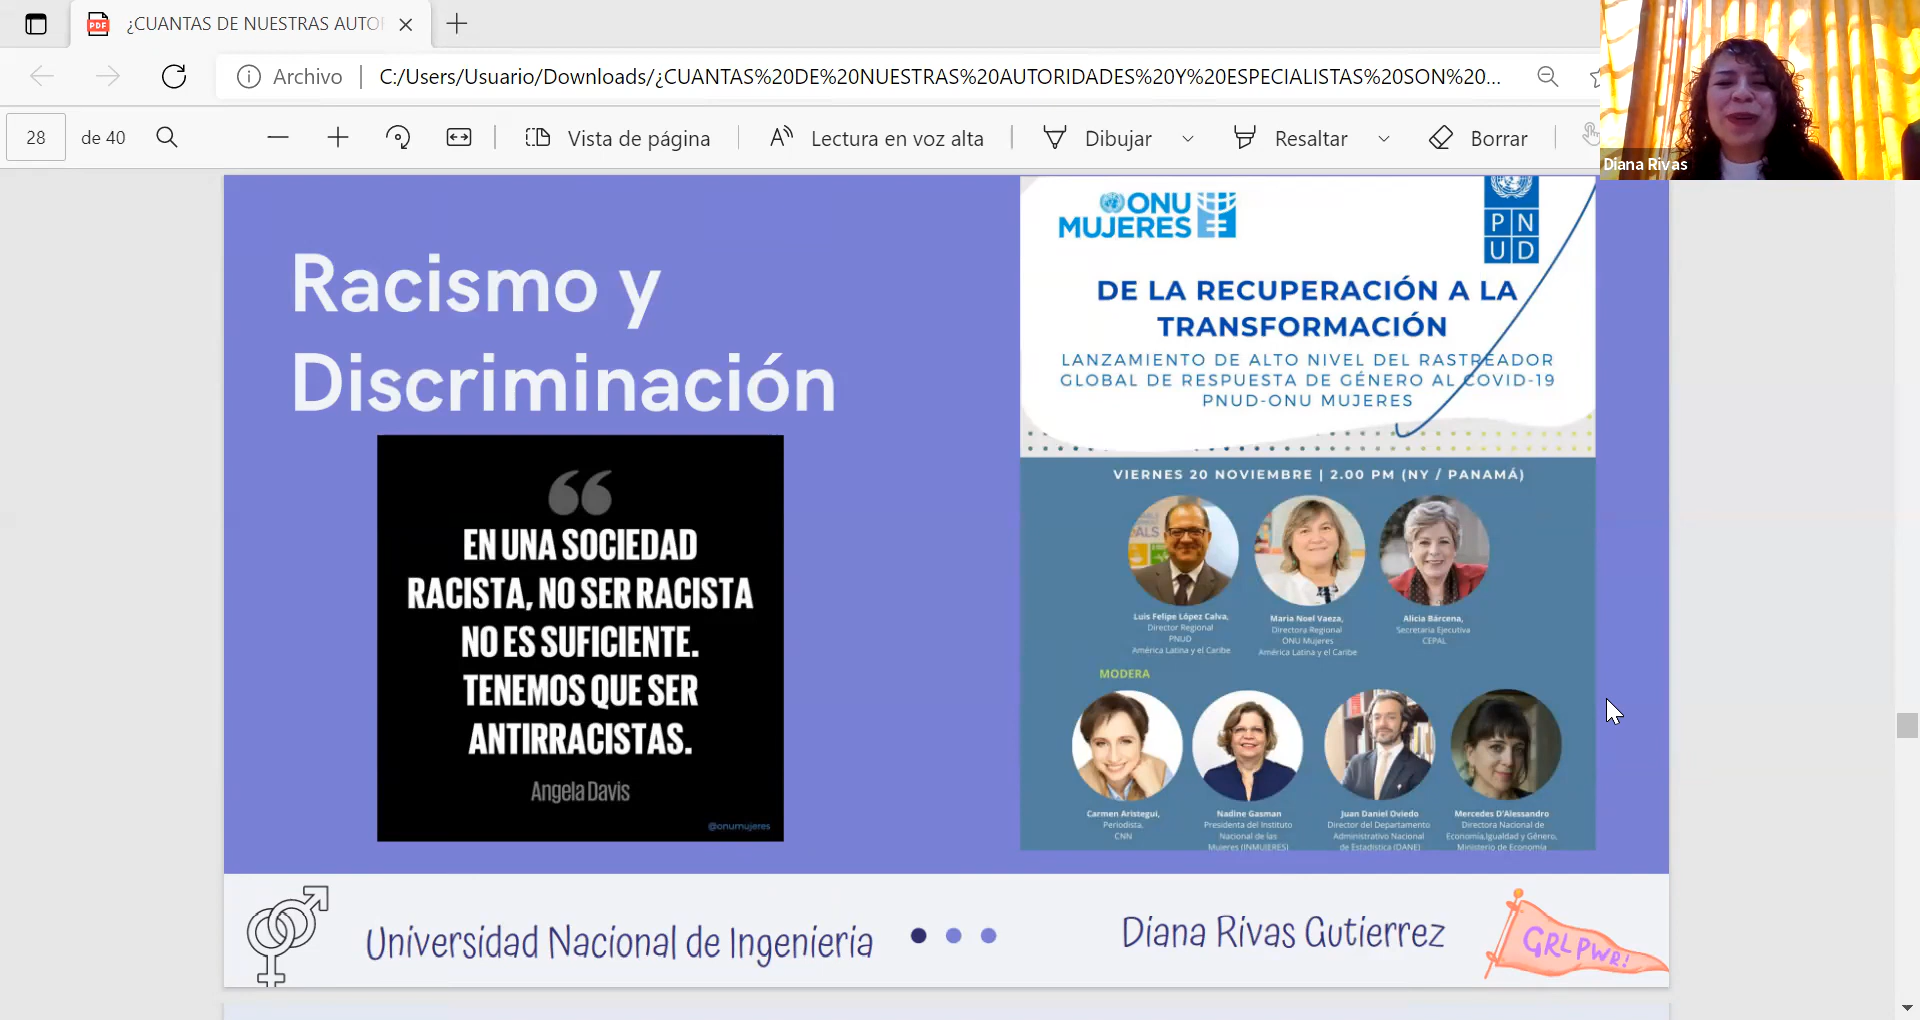 ¿CUANTAS DE NUESTRAS AUTO
Archivo
C:/Users/Usuario/Downloads/¿CUANTAS%20DE%20NUESTRAS%20AUTORIDADES%20Y%20ESPECIALISTAS%20SON%20...
28 de 40
Vista de página
Lectura en voz alta
Dibujar
Resaltar
Borrar
Diana Rivas
Racismo y
Discriminación
EN UNA SOCIEDAD
RACISTA, NO SER RACISTA
NO ES SUFICIENTE.
TENEMOS QUE SER
ANTIRRACISTAS.
Angela Davis
@onumujeres
ONU
MUJERES
PN
UD
DE LA RECUPERACIÓN A LA
TRANSFORMACIÓN
LANZAMIENTO DE ALTO NIVEL DEL RASTREADOR
GLOBAL DE RESPUESTA DE GÉNERO AL COVID-19
PNUD-ONU MUJERES
VIERNES 20 NOVIEMBRE | 2.00 PM (NY / PANAMÁ)
ALS
Luis Felipe López Calva,
Director Regional
PNUD
América Latina y el Caribe
Maria Noel Vaeza,
Directora Regional
ONU Mujeres
América Latina y el Caribe
Alicia Bárcena,
Secretaria Ejecutiva
CEPAL
MODERA
Carmen Aristegui,
Periodista,
CNN
Nadine Gasman
Presidenta del Instituto
Nacional de las
Mujeres (INMUJERES)
Juan Daniel Oviedo
Director del Departamento
Administrativo Nacional
de Estadística (DANE)
Mercedes D'Alessandro
Directora Nacional de
Economía,Igualdad y Género,
Ministerio de Economía
Universidad Nacional de Ingenieria
Diana Rivas Gutierrez
GRL PWR!